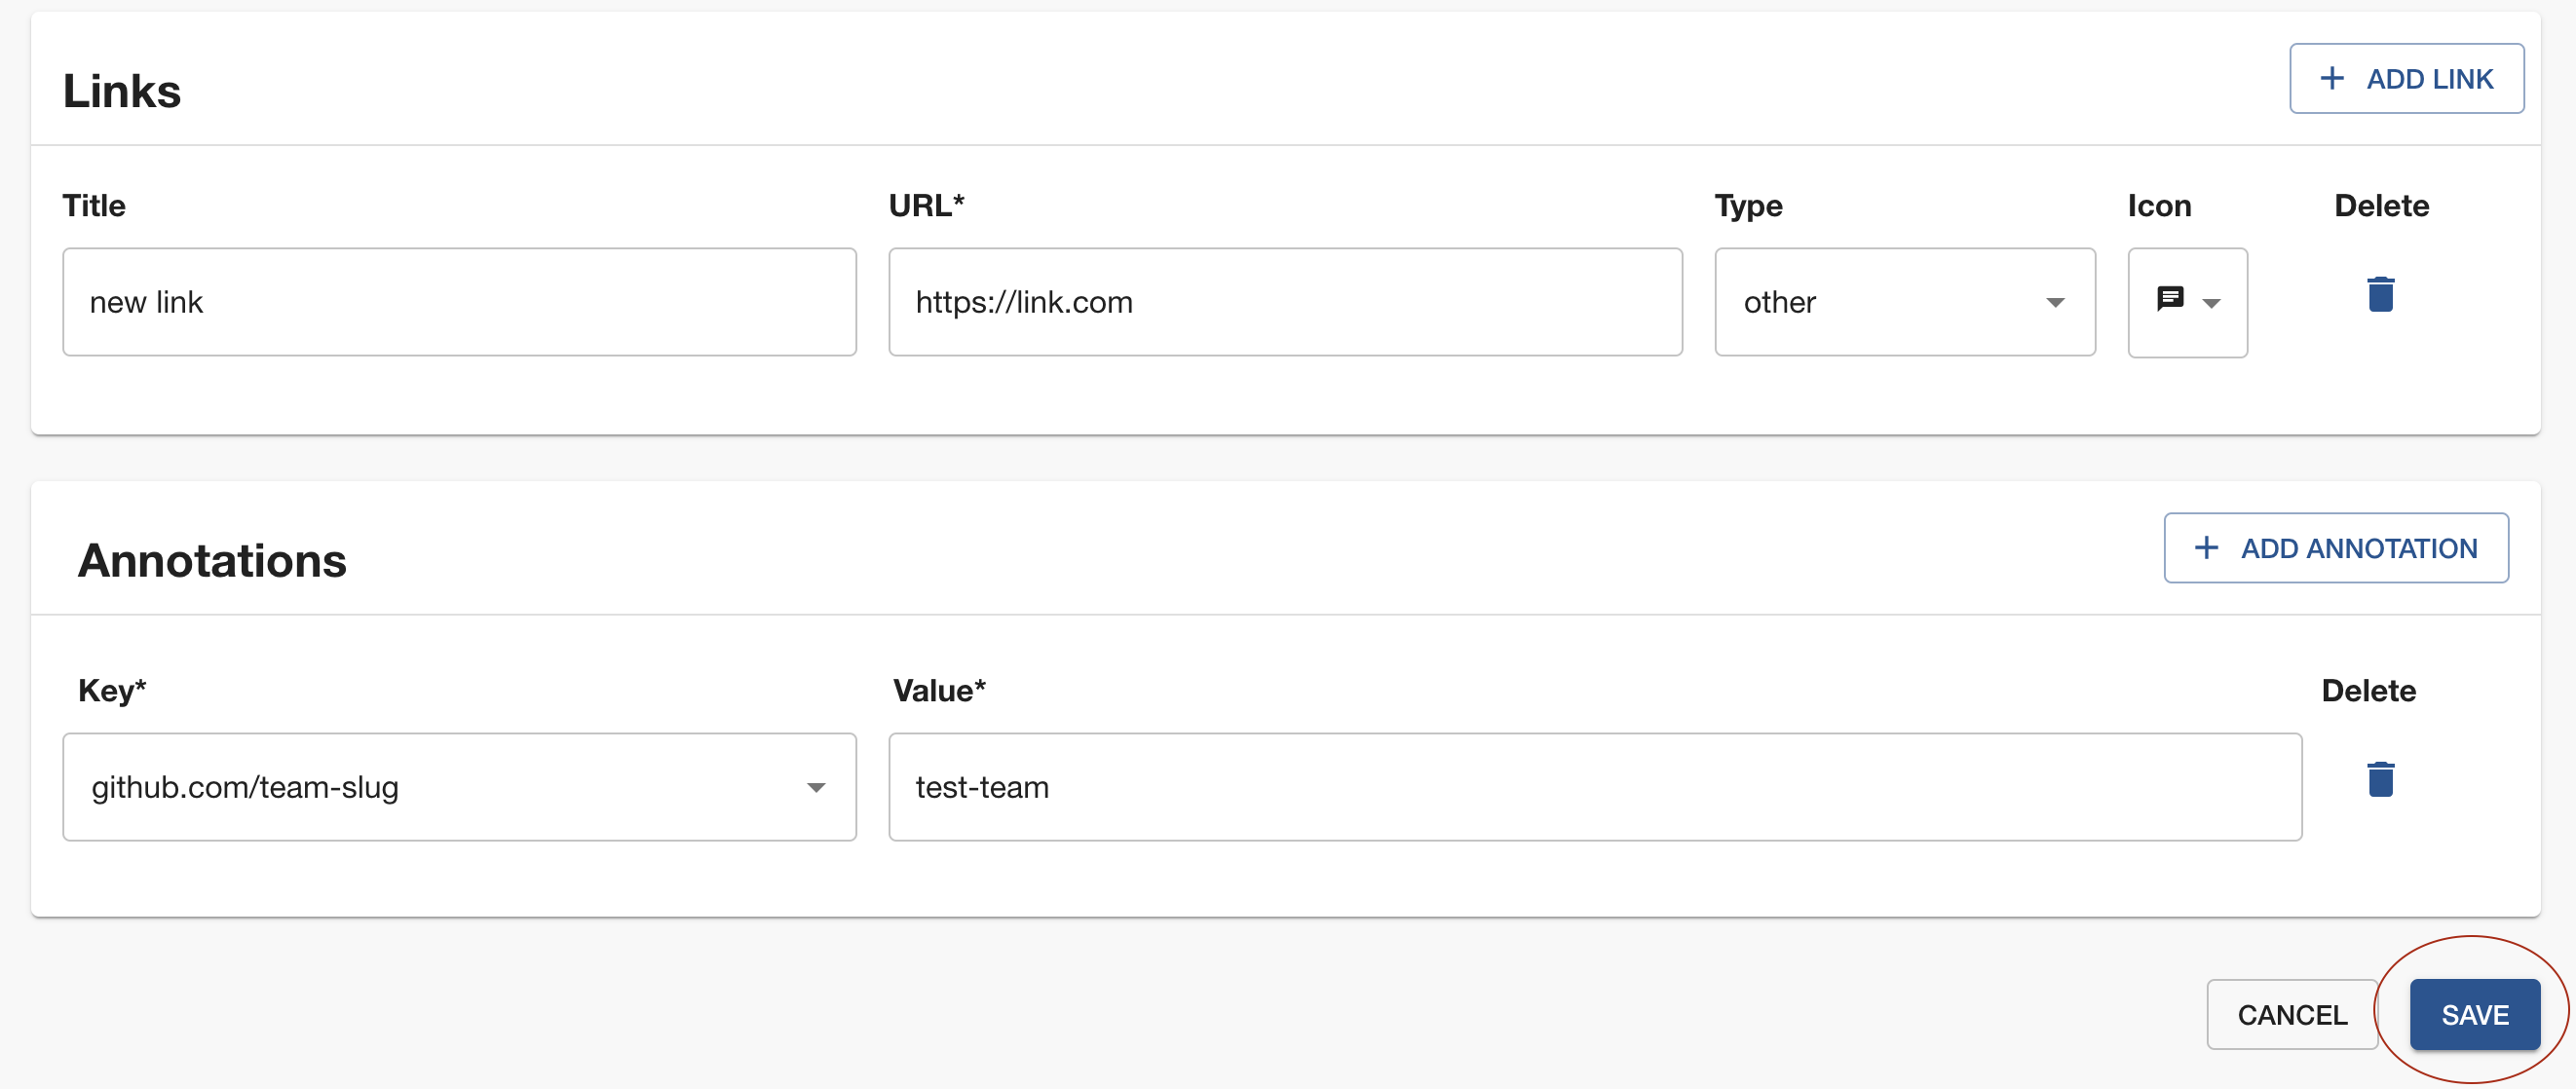 Links
+ ADD LINK
Title URL* Type Icon Delete
new link https://link.com other
Annotations
+ ADD ANNOTATION
Key* Value* Delete
github.com/team-slug test-team
CANCEL SAVE